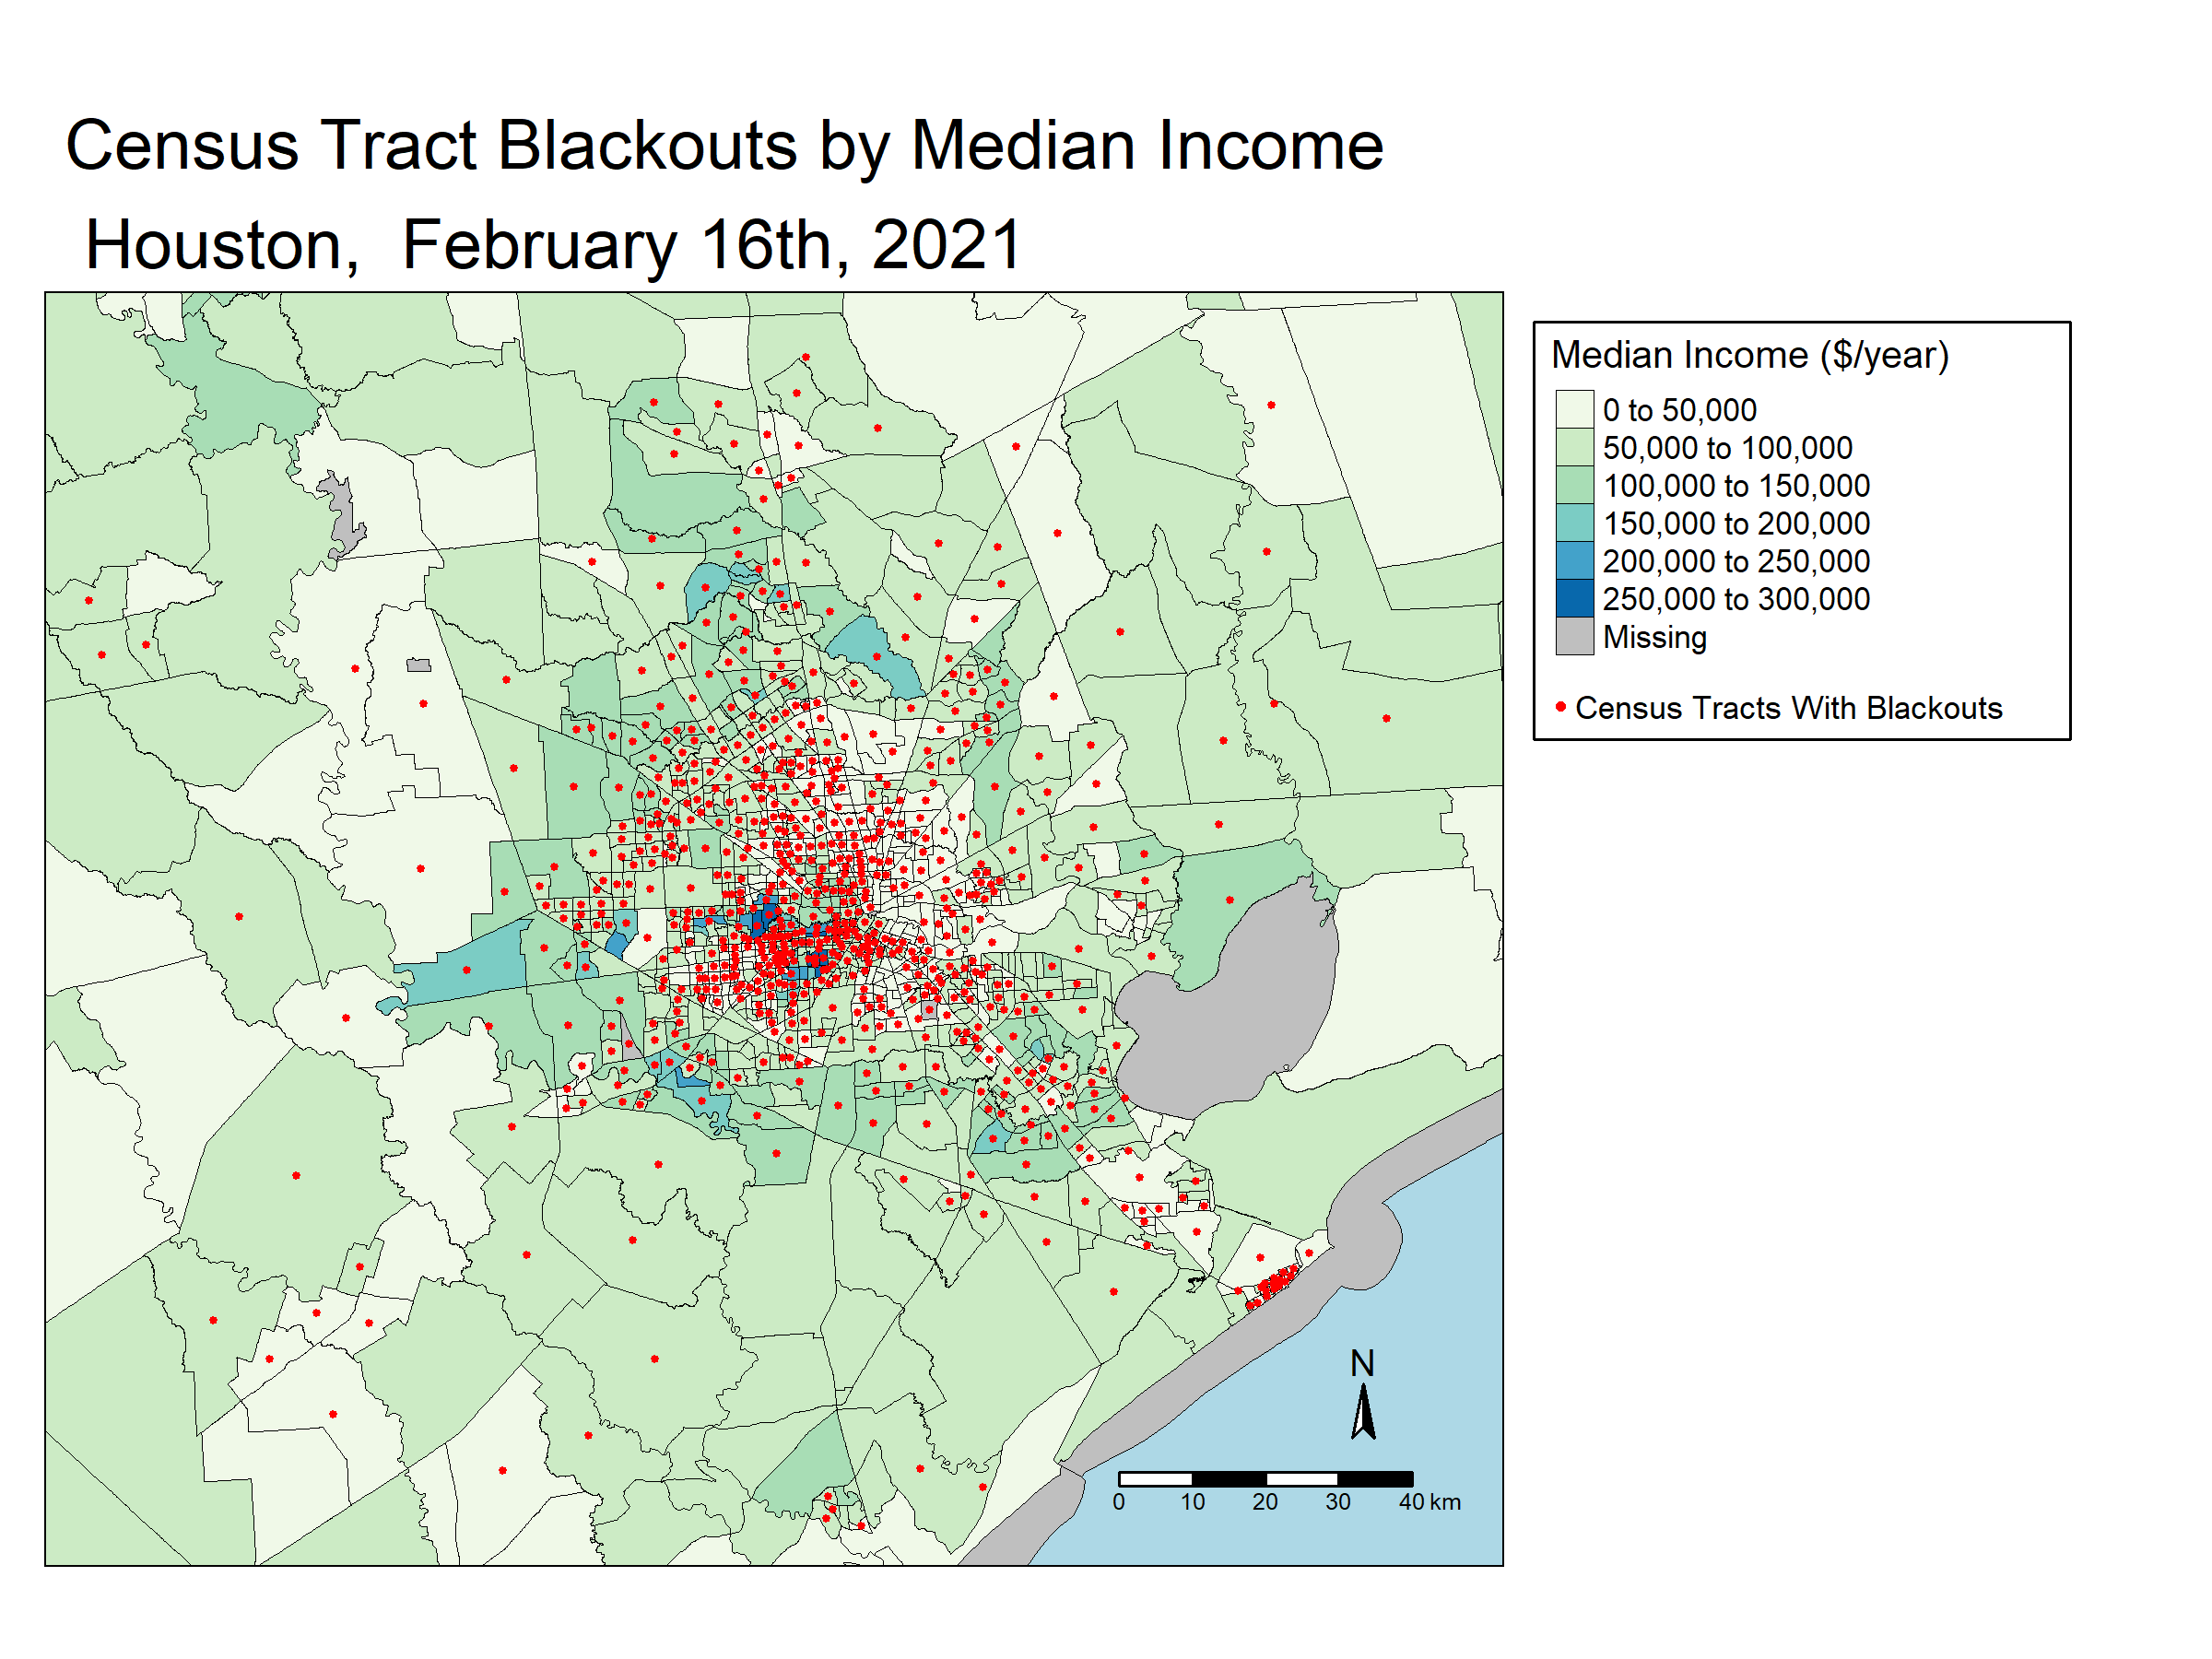 Census Tract Blackouts by Median Income
Houston,  February 16th, 2021
Median Income ($/year)
0 to 50,000
50,000 to 100,000
100,000 to 150,000
150,000 to 200,000
200,000 to 250,000
250,000 to 300,000
Missing
Census Tracts With Blackouts
N
0 10 20 30 40 km